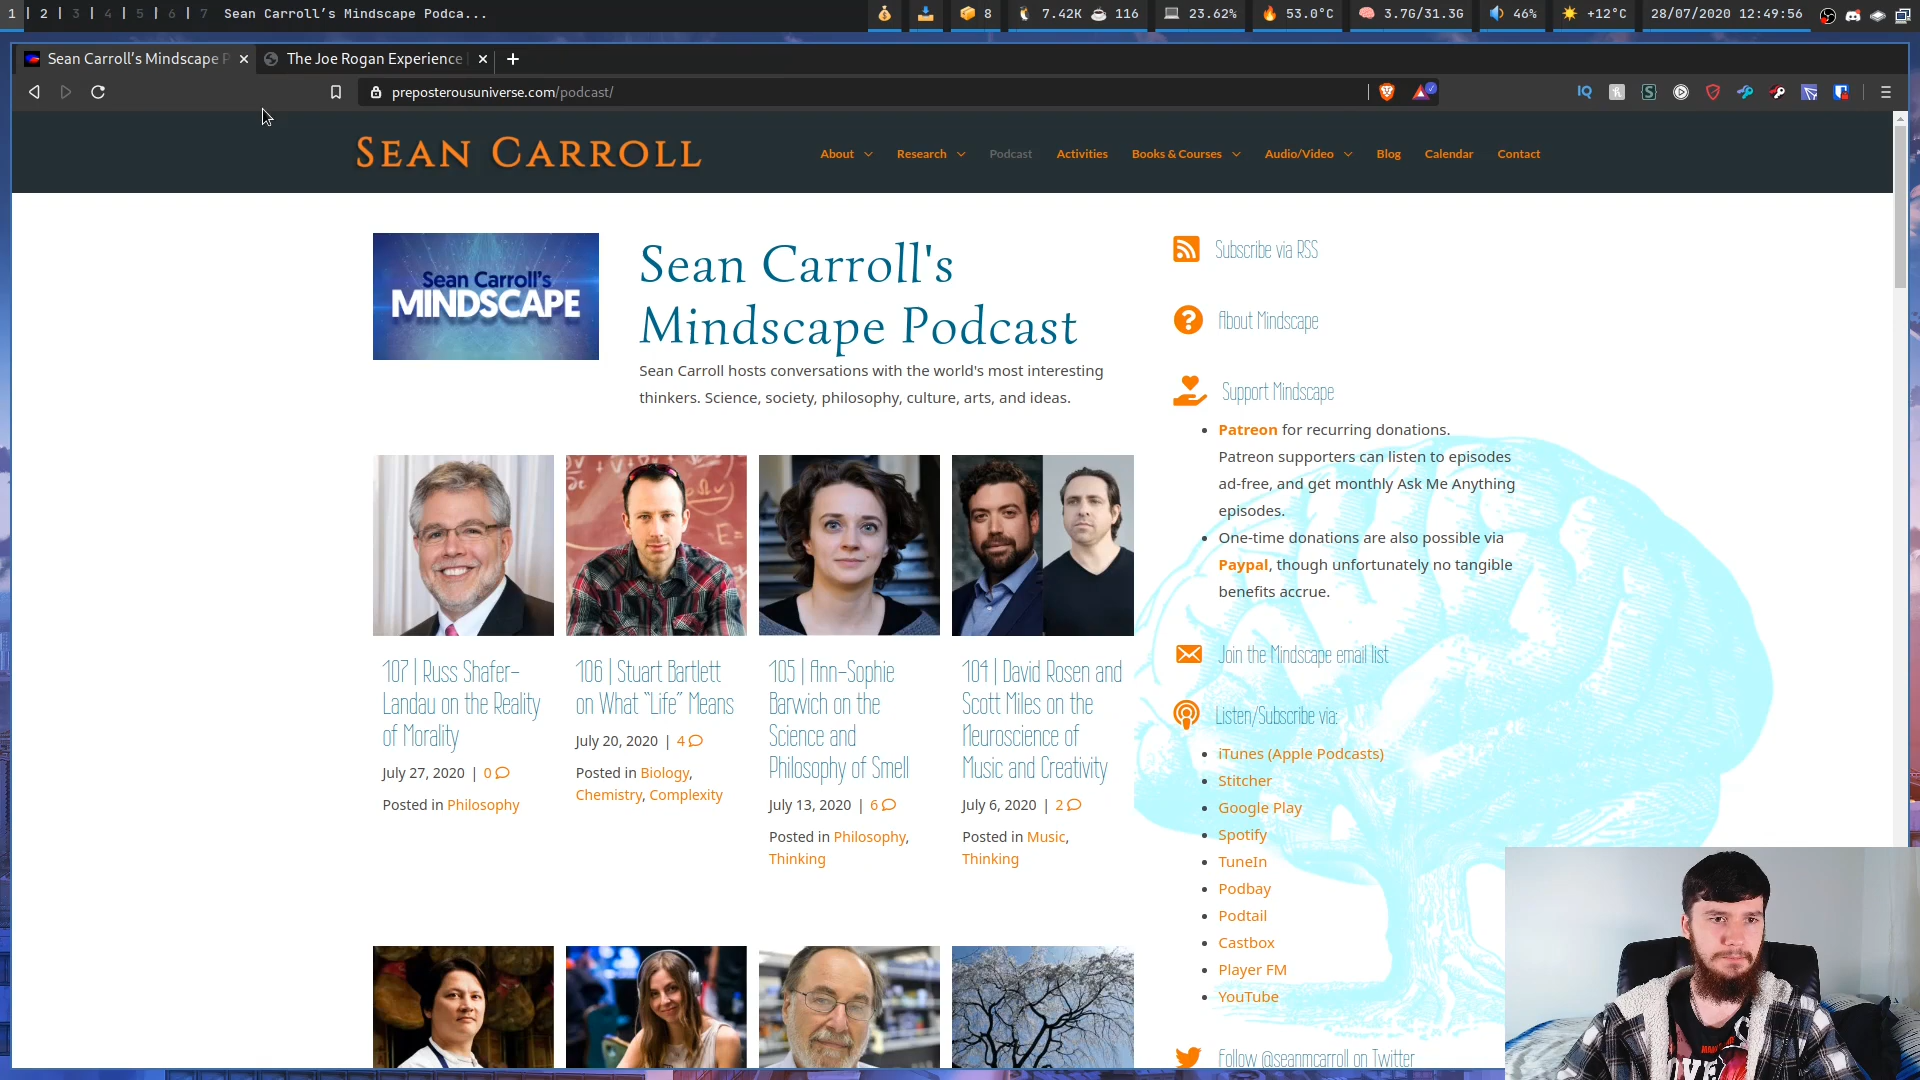 1 | 2 | 3 | 4 | 5 | 6 | 7 Sean Carroll's Mindscape Podca... 8 7.42K 116 23.62% 53.0°C 3.7G/31.3G 46% +12°C 28/07/2020 12:49:56
Sean Carroll's Mindscape P The Joe Rogan Experience
preposterousuniverse.com/podcast/
SEAN CARROLL
About Research Podcast Activities Books & Courses Audio/Video Blog Calendar Contact
Sean Carroll's
MINDSCAPE
Sean Carroll's
Mindscape Podcast
Sean Carroll hosts conversations with the world's most interesting
thinkers. Science, society, philosophy, culture, arts, and ideas.
107 | Russ Shafer-
Landau on the Reality
of Morality
July 27, 2020 | 0
Posted in Philosophy
106 | Stuart Bartlett
on What "Life" Means
July 20, 2020 | 4
Posted in Biology,
Chemistry, Complexity
105 | Ann-Sophie
Barwich on the
Science and
Philosophy of Smell
July 13, 2020 | 6
Posted in Philosophy,
Thinking
104 | David Rosen and
Scott Miles on the
Neuroscience of
Music and Creativity
July 6, 2020 | 2
Posted in Music,
Thinking
Subscribe via RSS
About Mindscape
Support Mindscape
Patreon for recurring donations.
Patreon supporters can listen to episodes
ad-free, and get monthly Ask Me Anything
episodes.
One-time donations are also possible via
Paypal, though unfortunately no tangible
benefits accrue.
Join the Mindscape email list
Listen/Subscribe via:
iTunes (Apple Podcasts)
Stitcher
Google Play
Spotify
TuneIn
Podbay
Podtail
Castbox
Player FM
YouTube
Follow @seanmcarroll on Twitter